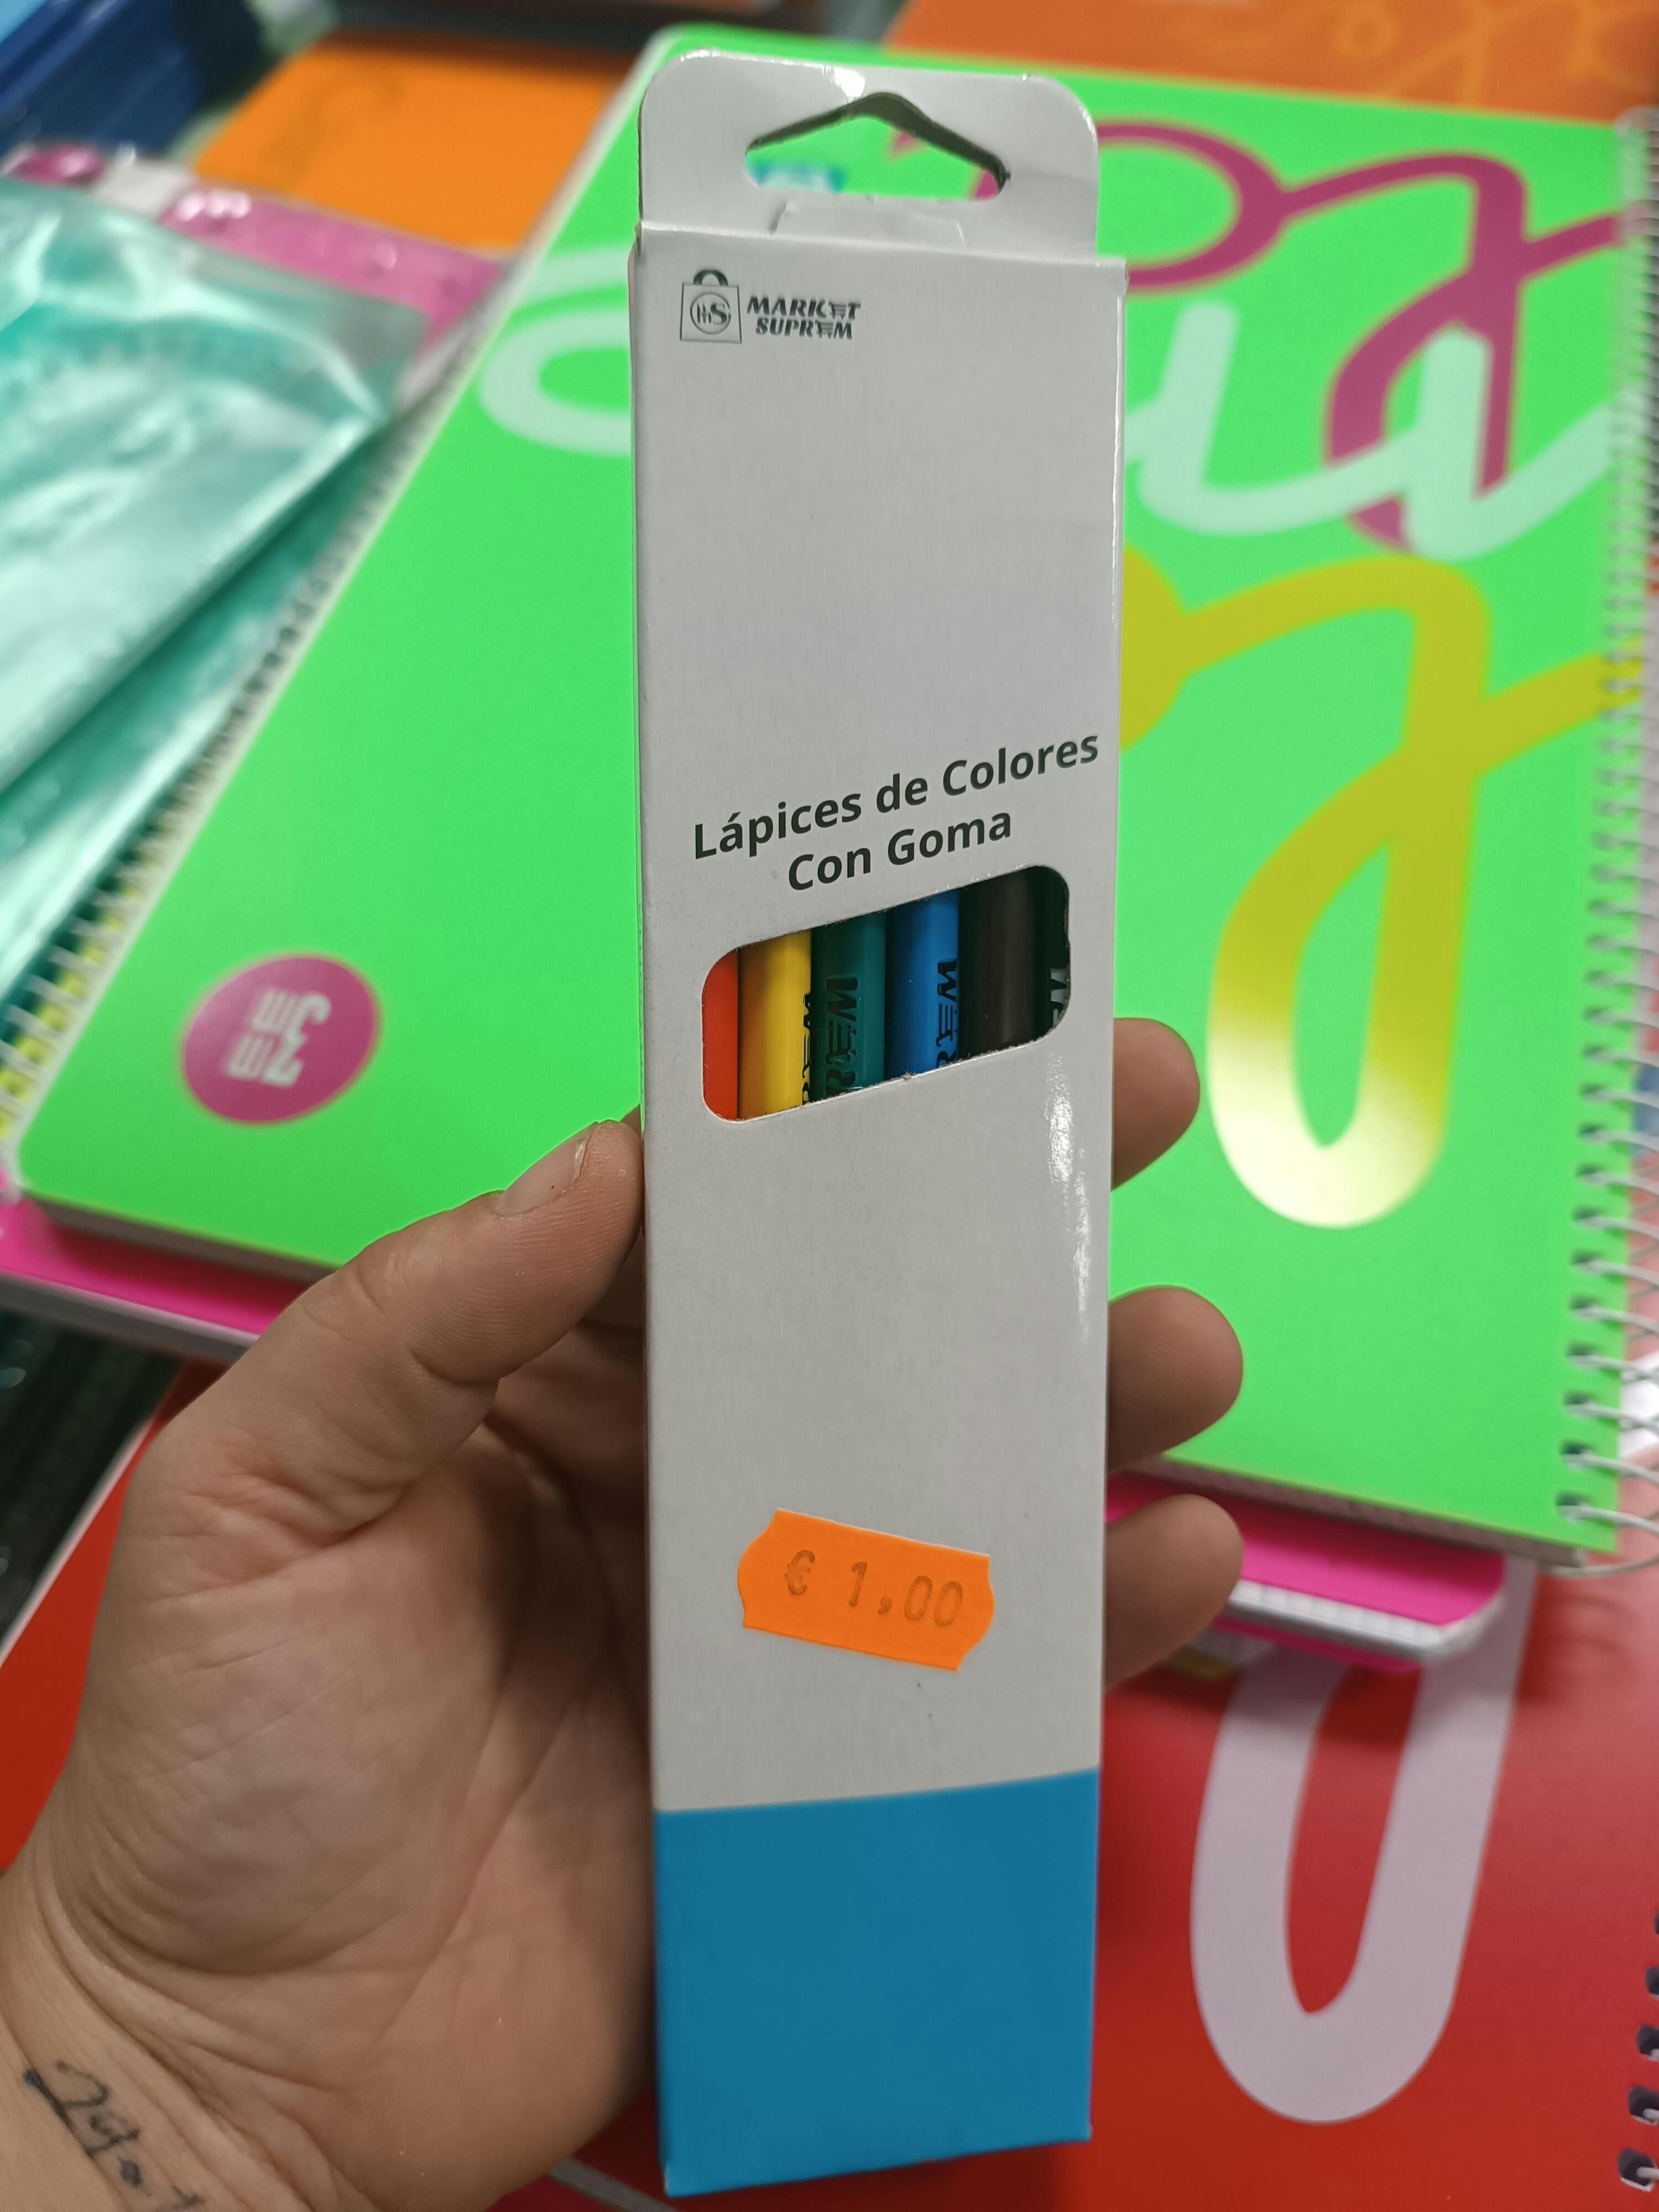 MARKET
SUPREM
Lápices de Colores
Con Goma
€ 1,00